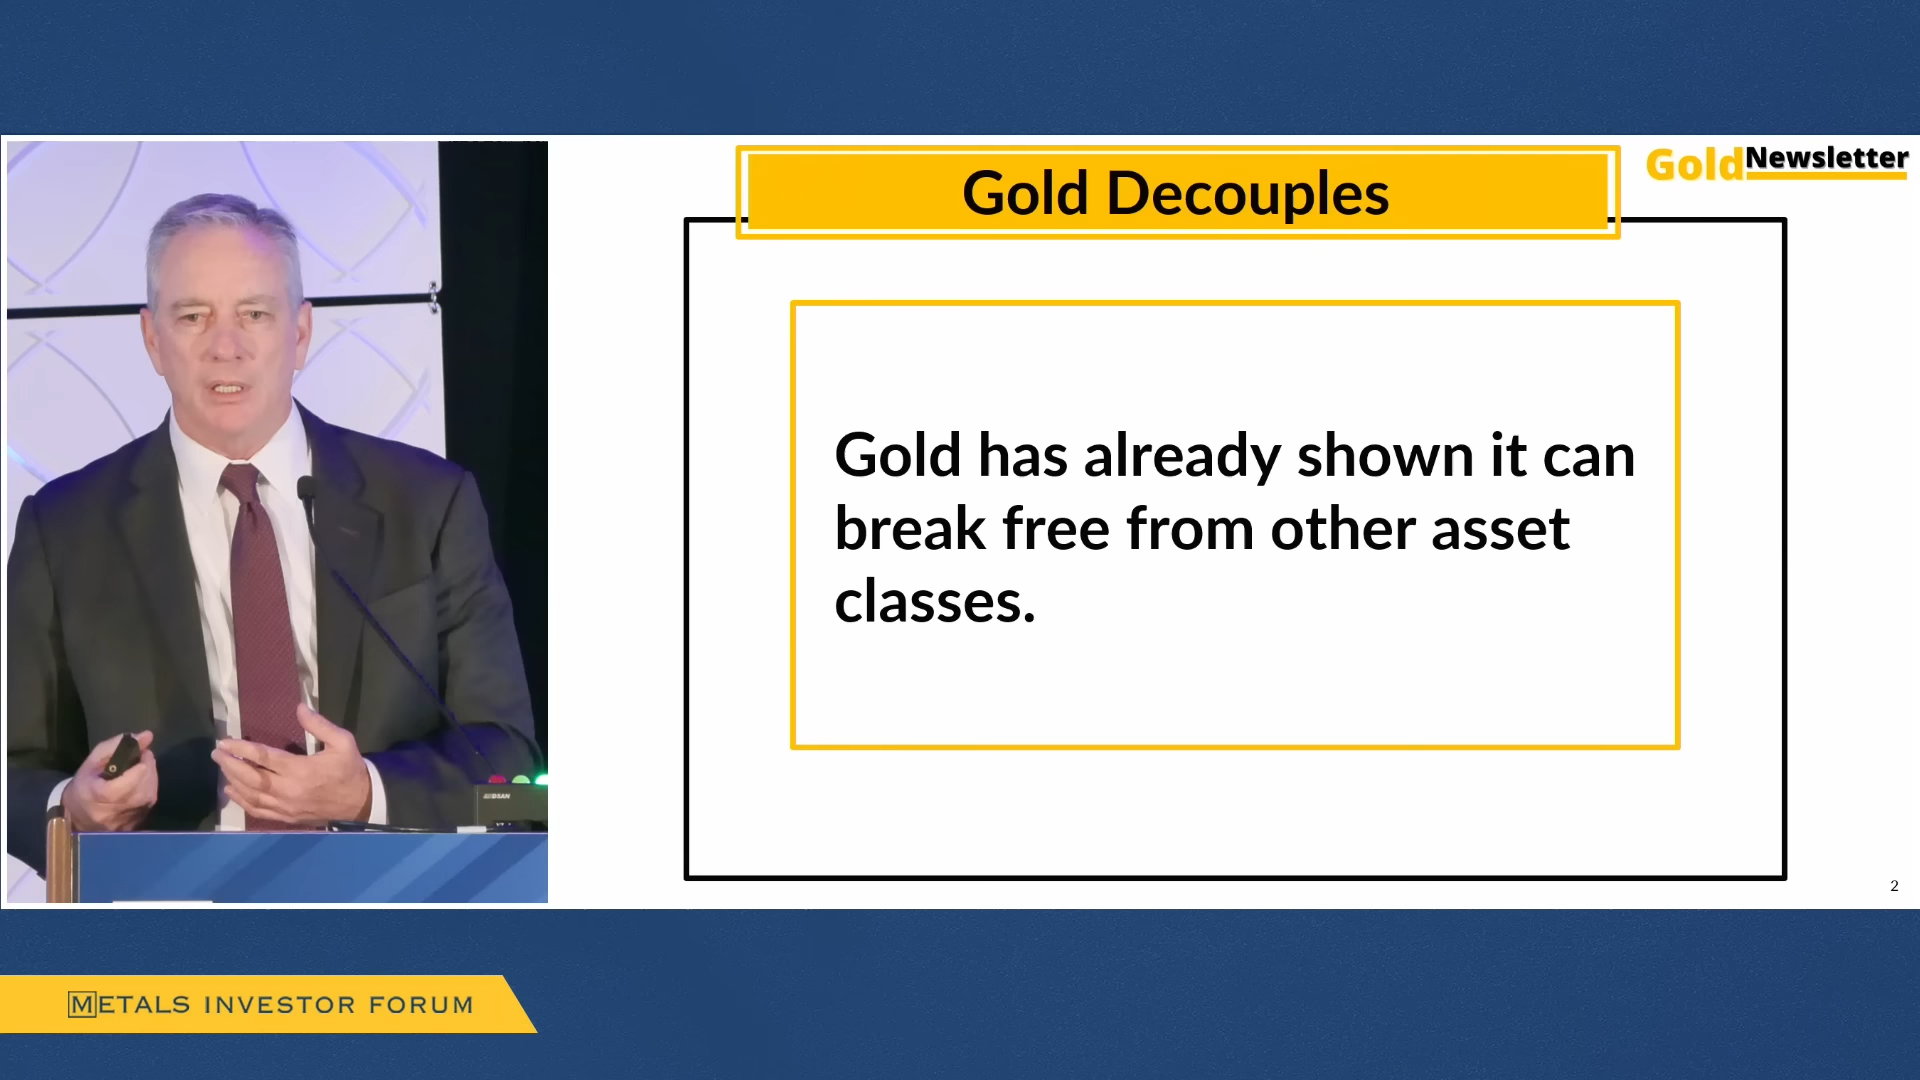 Gold Decouples
GoldNewsletter
Gold has already shown it can
break free from other asset
classes.
DSAN
2
METALS INVESTOR FORUM